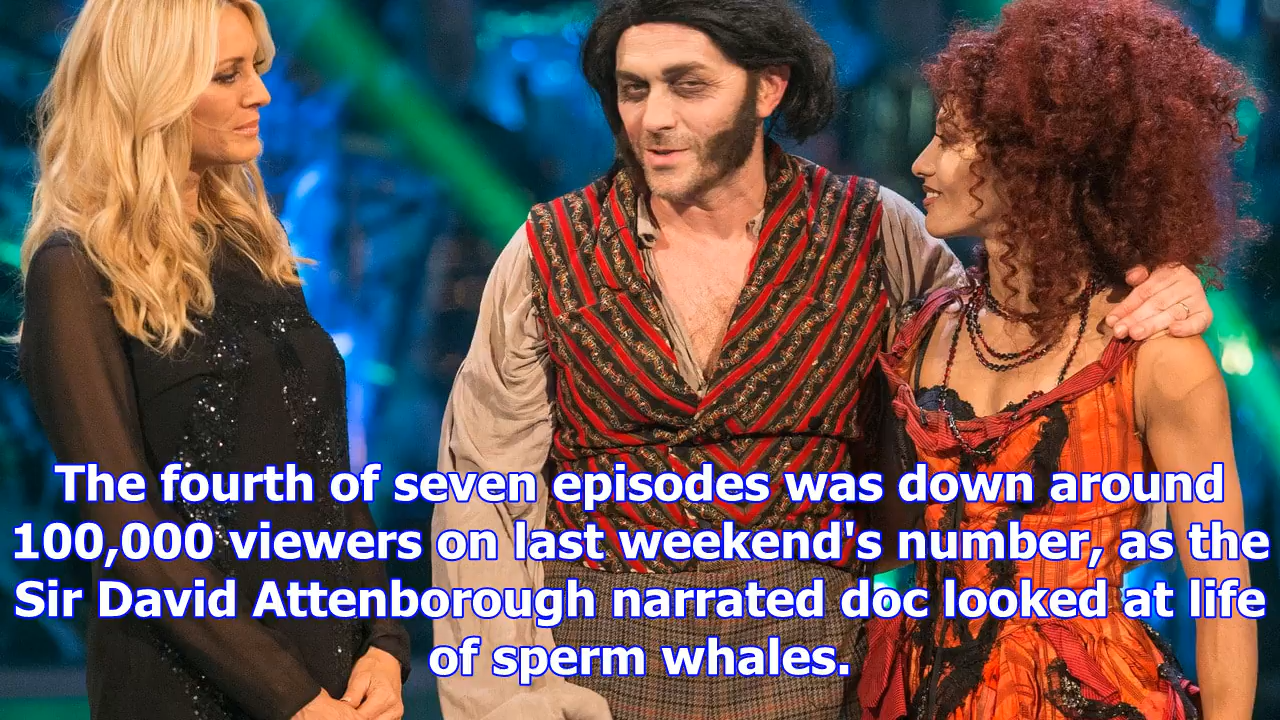 The fourth of seven episodes was down around
100,000 viewers on last weekend's number, as the
Sir David Attenborough narrated doc looked at life
of sperm whales.